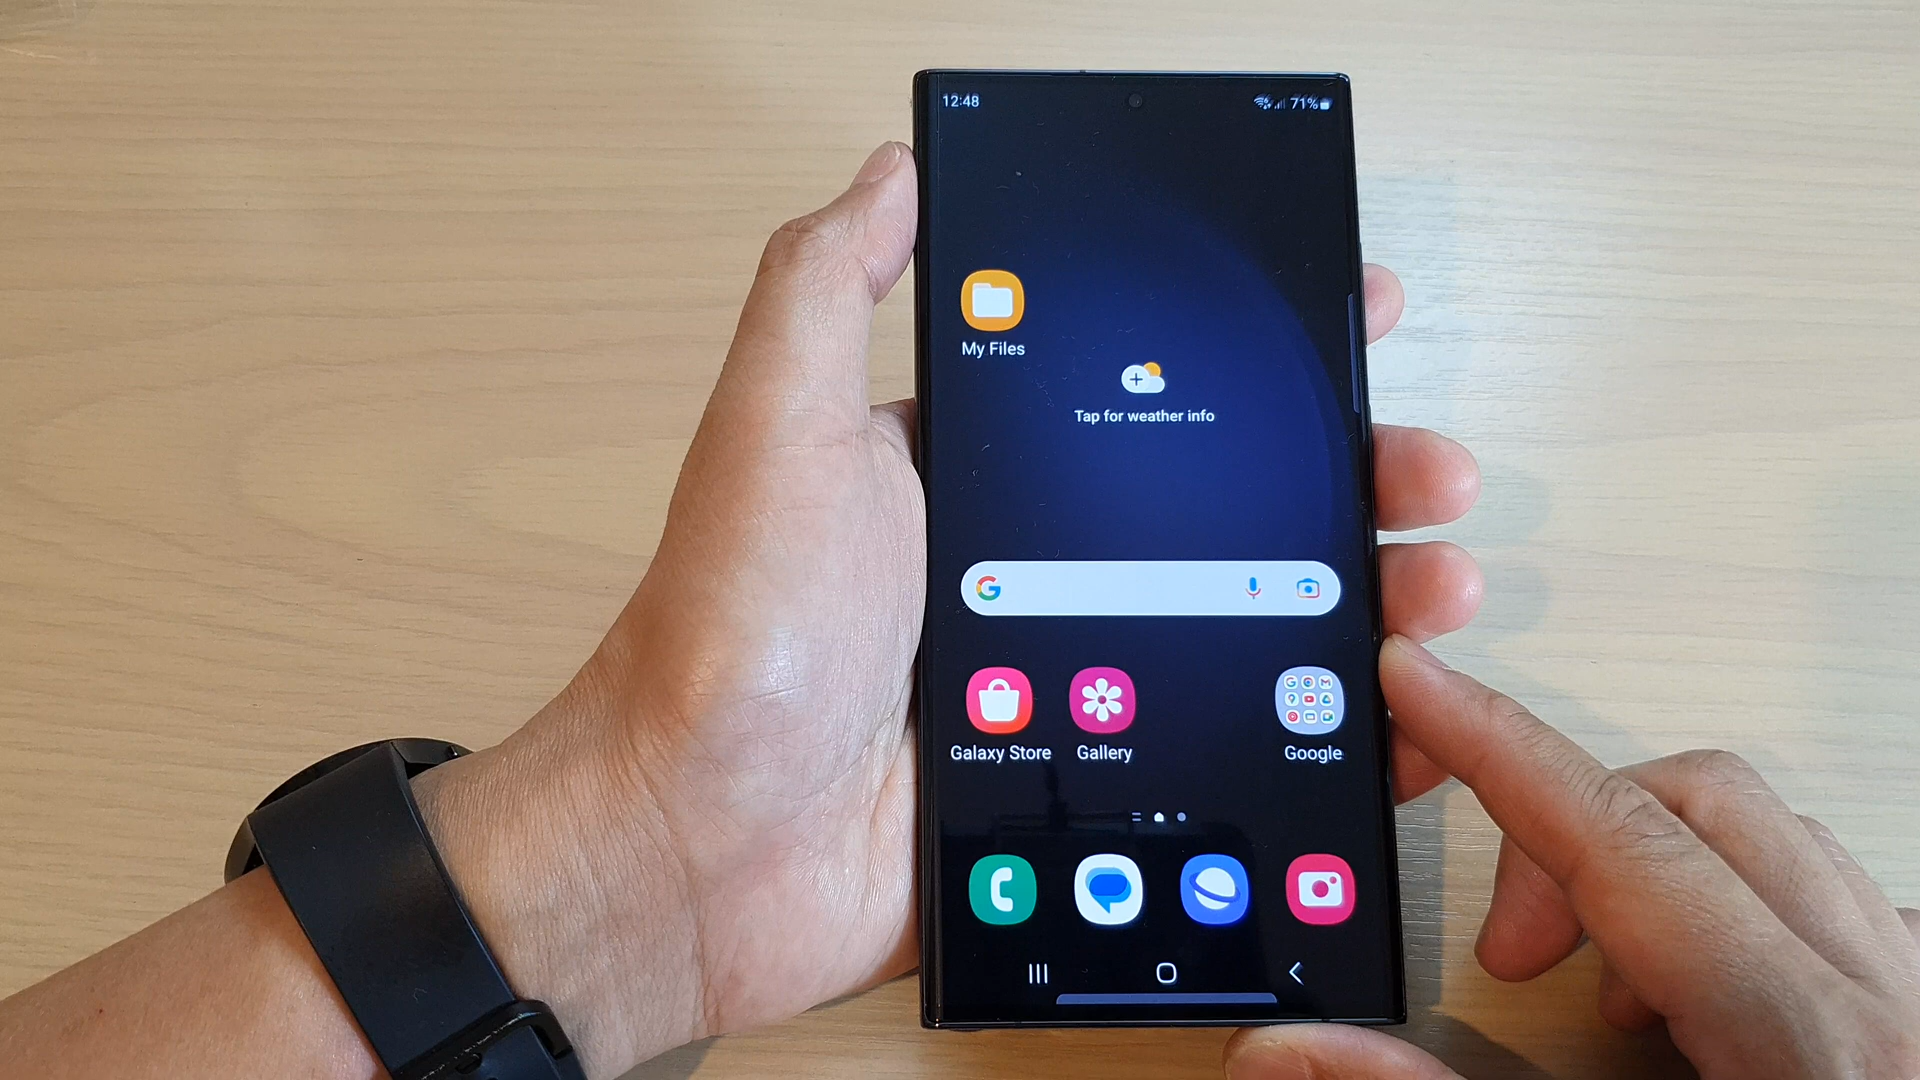 12:48
71%
My Files
Tap for weather info
G
Galaxy Store
Gallery
Google